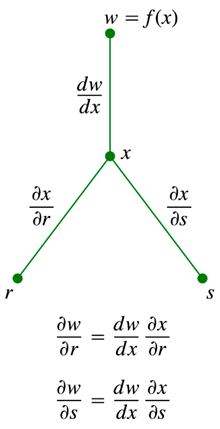 w = f(x)
dw/dx
x
∂x/∂r
∂x/∂s
r
s
∂w/∂r = dw/dx ∂x/∂r
∂w/∂s = dw/dx ∂x/∂s